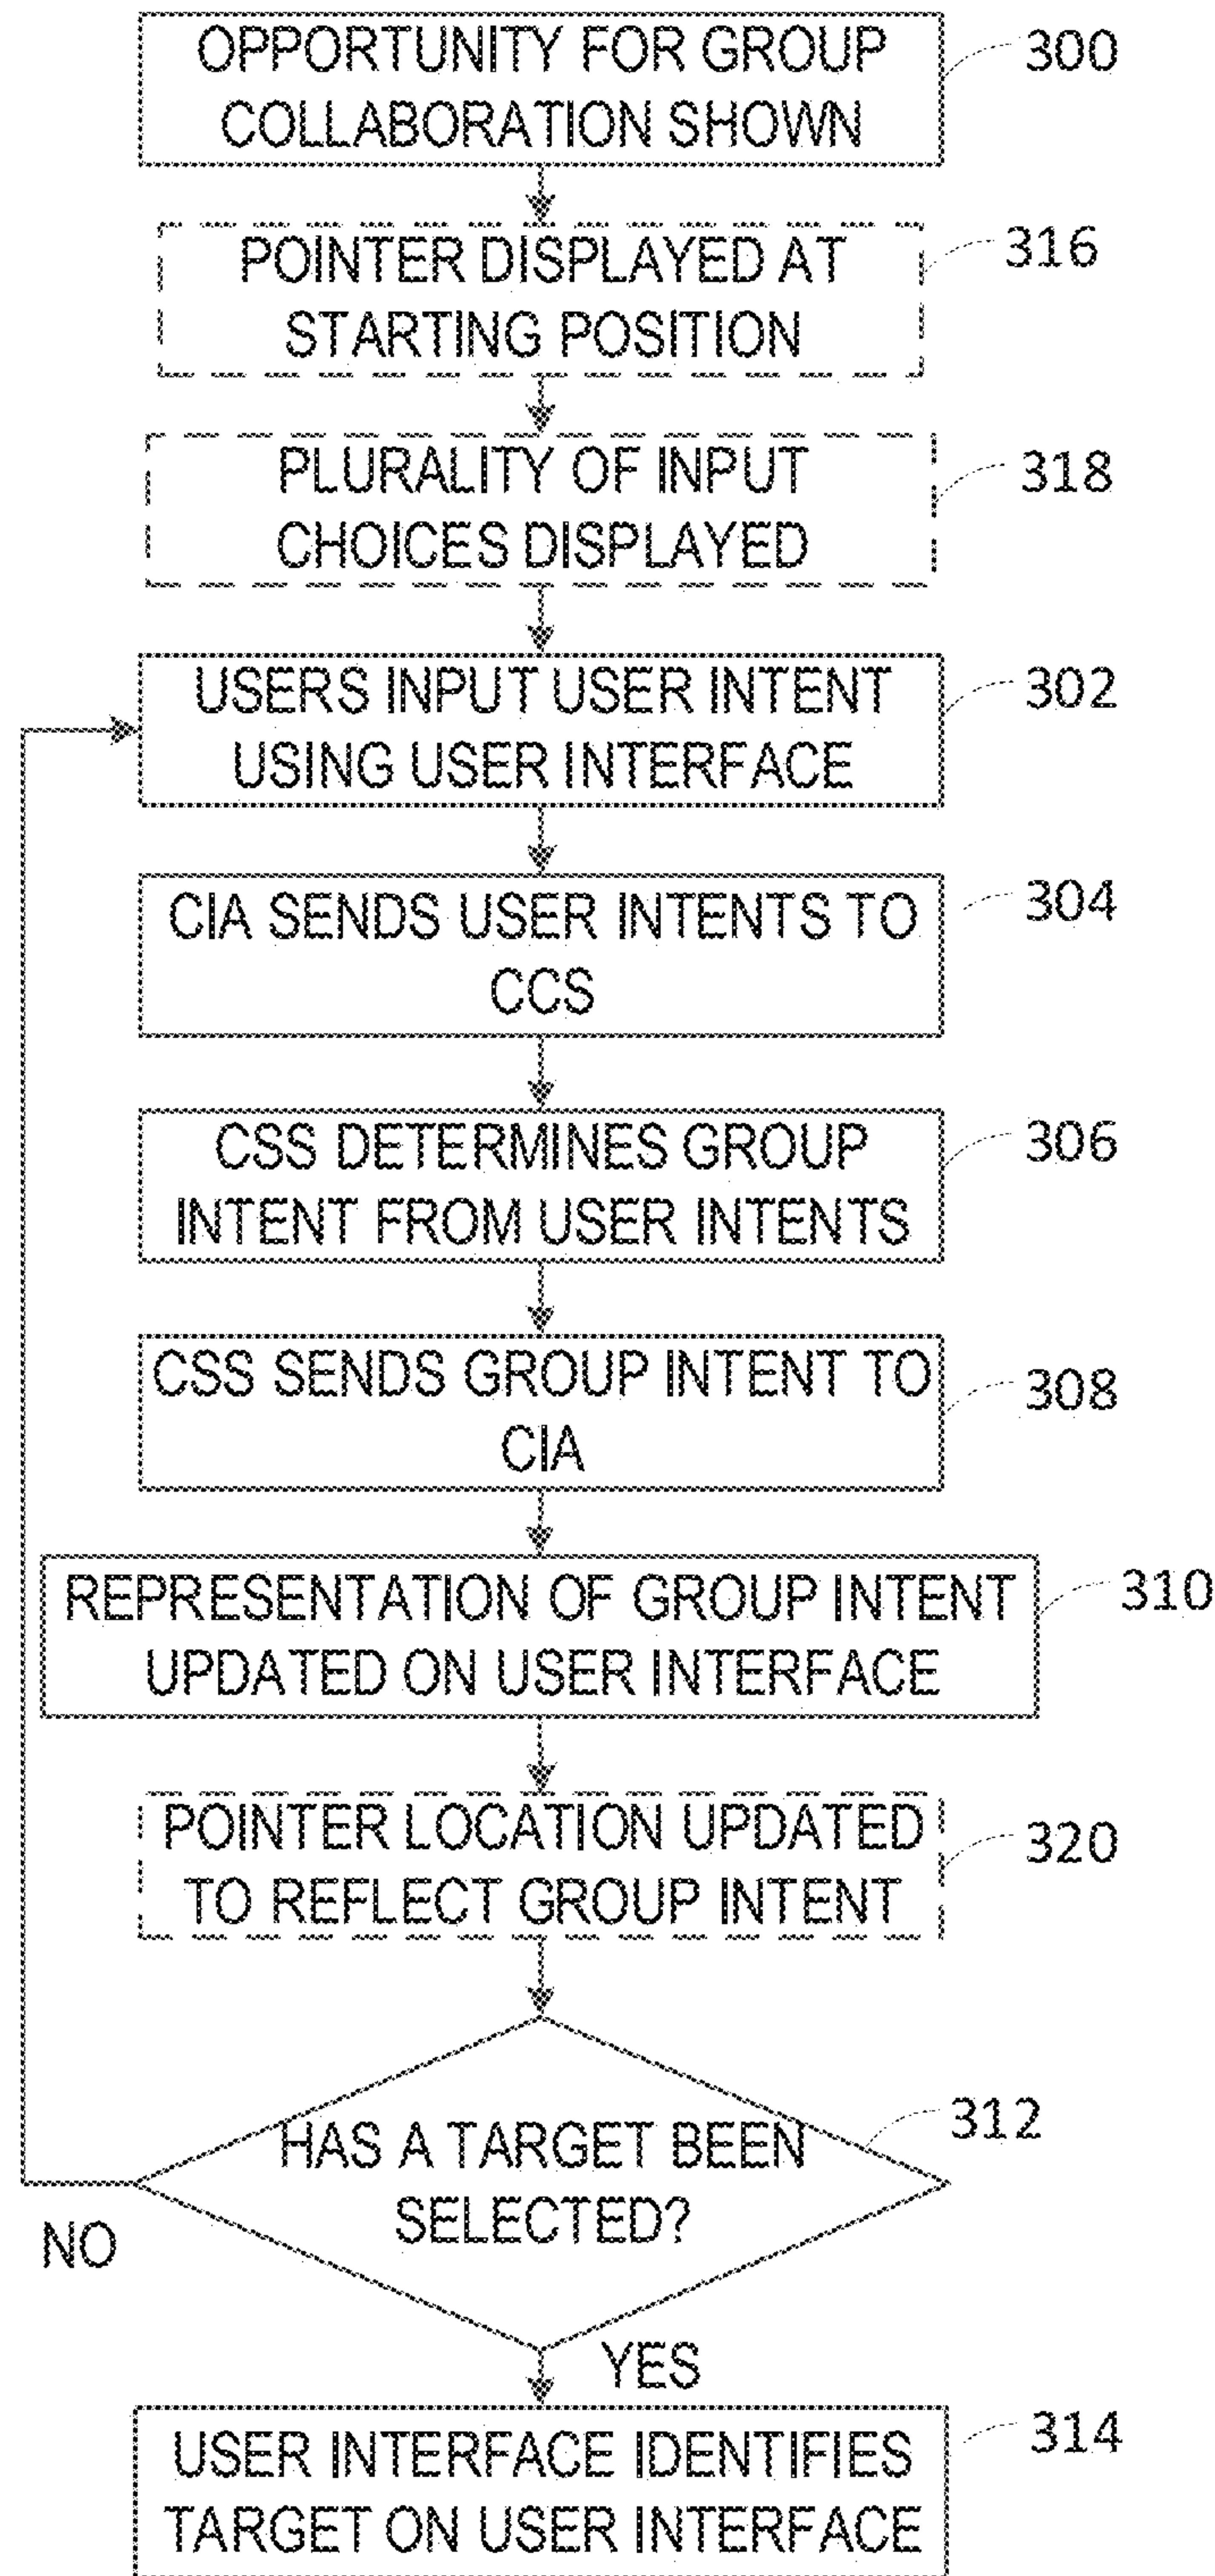 OPPORTUNITY FOR GROUP
COLLABORATION SHOWN
300
POINTER DISPLAYED AT
STARTING POSITION
316
PLURALITY OF INPUT
CHOICES DISPLAYED
318
USERS INPUT USER INTENT
USING USER INTERFACE
302
CIA SENDS USER INTENTS TO
CCS
304
CSS DETERMINES GROUP
INTENT FROM USER INTENTS
306
CSS SENDS GROUP INTENT TO
CIA
308
REPRESENTATION OF GROUP INTENT
UPDATED ON USER INTERFACE
310
POINTER LOCATION UPDATED
TO REFLECT GROUP INTENT
320
HAS A TARGET BEEN
SELECTED?
312
NO
YES
USER INTERFACE IDENTIFIES
TARGET ON USER INTERFACE
314